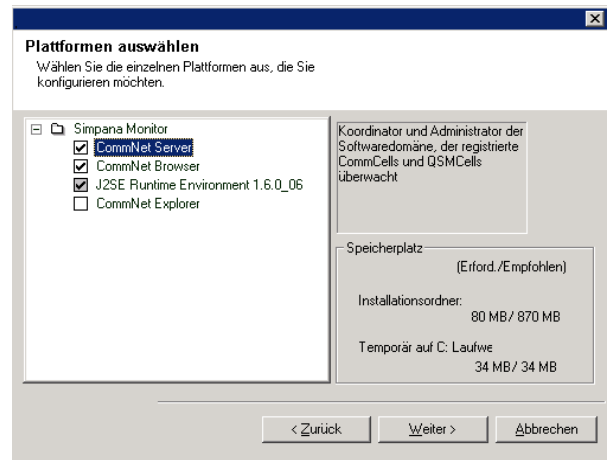 Plattformen auswählen
Wählen Sie die einzelnen Plattformen aus, die Sie
konfigurieren möchten.
Simpana Monitor
CommNet Server
CommNet Browser
J2SE Runtime Environment 1.6.0_06
CommNet Explorer
Koordinator und Administrator der
Softwaredomäne, der registrierte
CommCells und QSMCells
überwacht
Speicherplatz
(Erford./Empfohlen)
Installationsordner:
80 MB/ 870 MB
Temporär auf C: Laufwe
34 MB/ 34 MB
< Zurück
Weiter >
Abbrechen